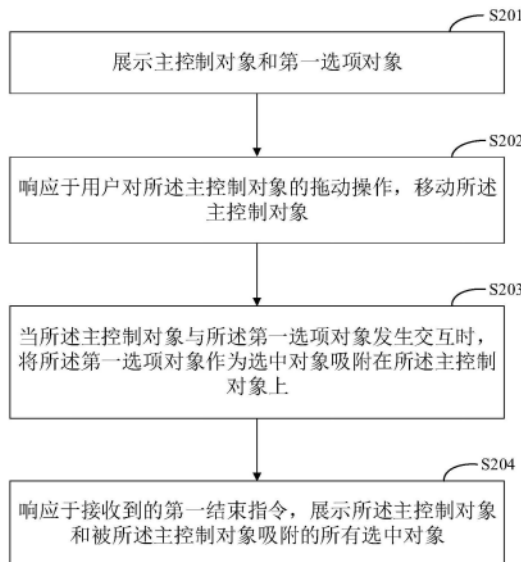 S201
展示主控制对象和第一选项对象
S202
响应于用户对所述主控制对象的拖动操作，移动所述
主控制对象
S203
当所述主控制对象与所述第一选项对象发生交互时，
将所述第一选项对象作为选中对象吸附在所述主控制
对象上
S204
响应于接收到的第一结束指令，展示所述主控制对象
和被所述主控制对象吸附的所有选中对象